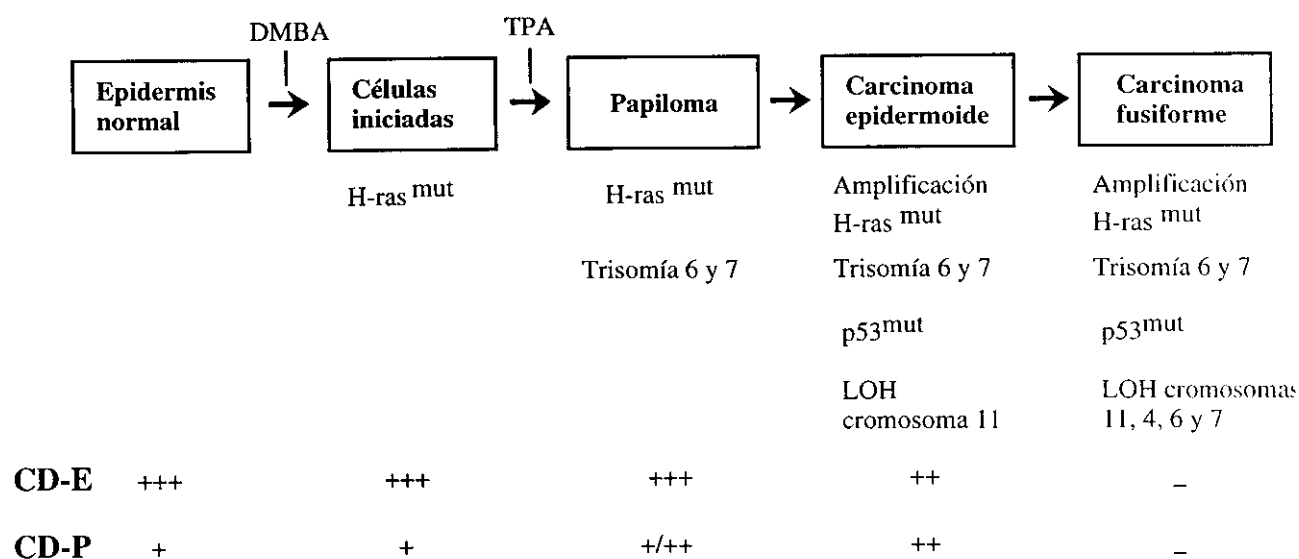 DMBA
TPA
Epidermis
normal
Células
iniciadas
Papiloma
Carcinoma
epidermoide
Carcinoma
fusiforme
H-ras mut
H-ras mut
Amplificación
H-ras mut
Amplificación
H-ras mut
Trisomía 6 y 7
Trisomía 6 y 7
Trisomía 6 y 7
p53mut
p53mut
LOH
cromosoma 11
LOH cromosomas
11, 4, 6 y 7
CD-E +++ +++ +++ ++ –
CD-P + + +/++ ++ –